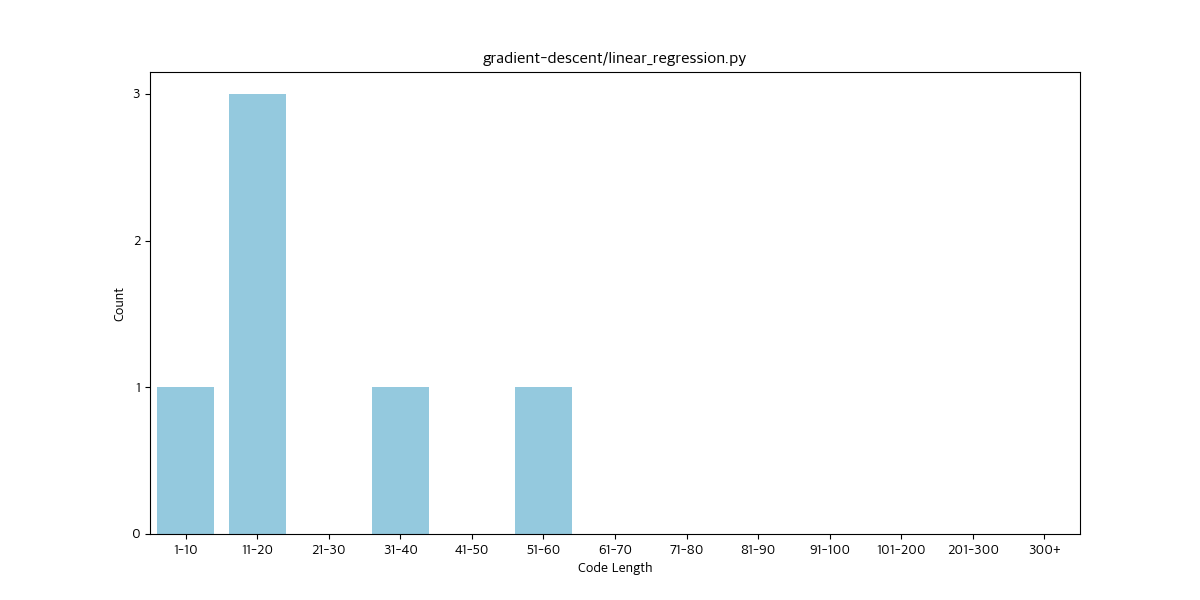 gradient-descent/linear_regression.py
3
2
1
0
Count
1-10 11-20 21-30 31-40 41-50 51-60 61-70 71-80 81-90 91-100 101-200 201-300 300+
Code Length